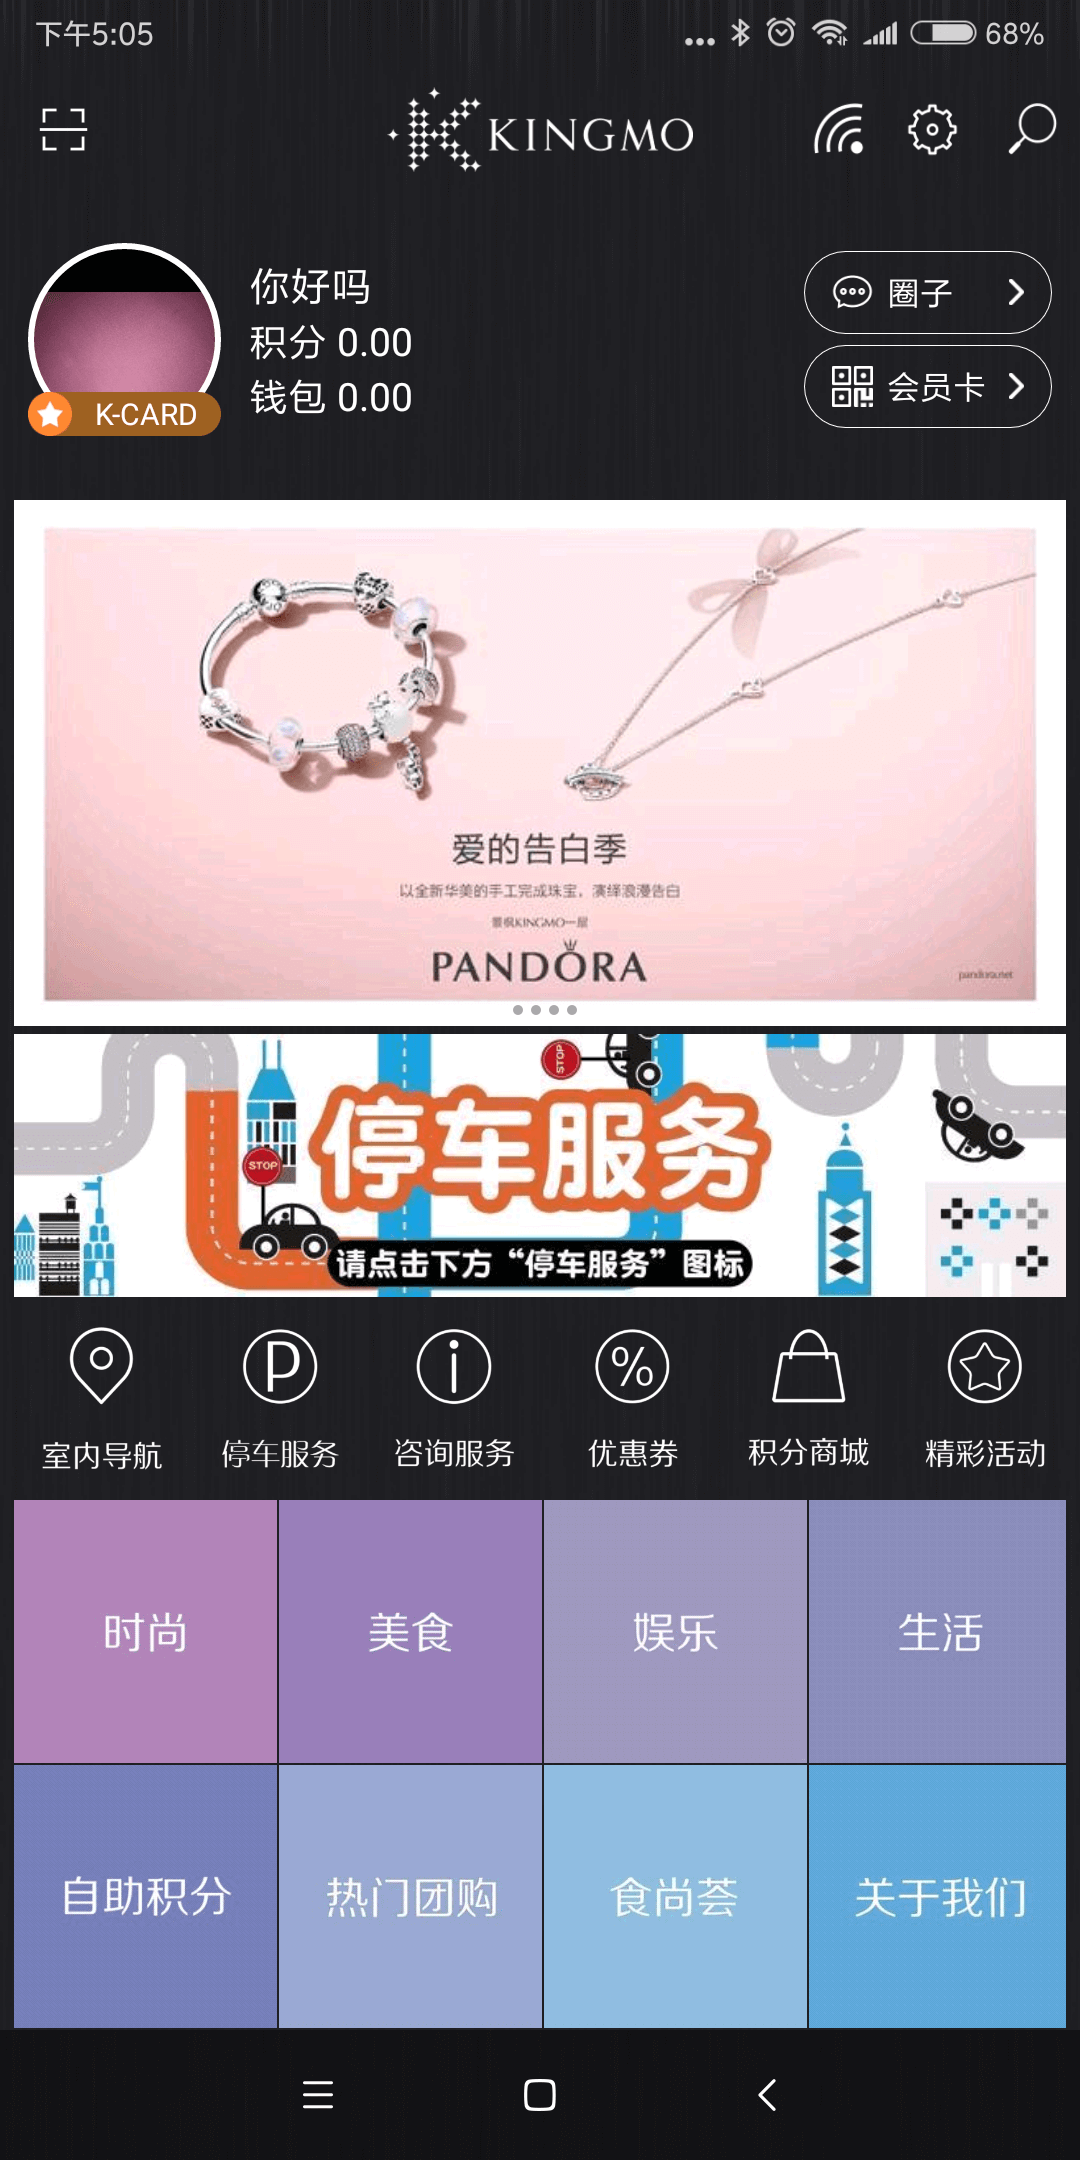 下午5:05
68%
KINGMO
你好吗
积分 0.00
钱包 0.00
K-CARD
圈子
会员卡
爱的告白季
以全新华美的手工完成珠宝，演绎浪漫告白
景枫KINGMO一层
PANDORA
pandora.net
STOP
停车服务
STOP
请点击下方“停车服务”图标
室内导航
停车服务
咨询服务
优惠券
积分商城
精彩活动
时尚
美食
娱乐
生活
自助积分
热门团购
食尚荟
关于我们